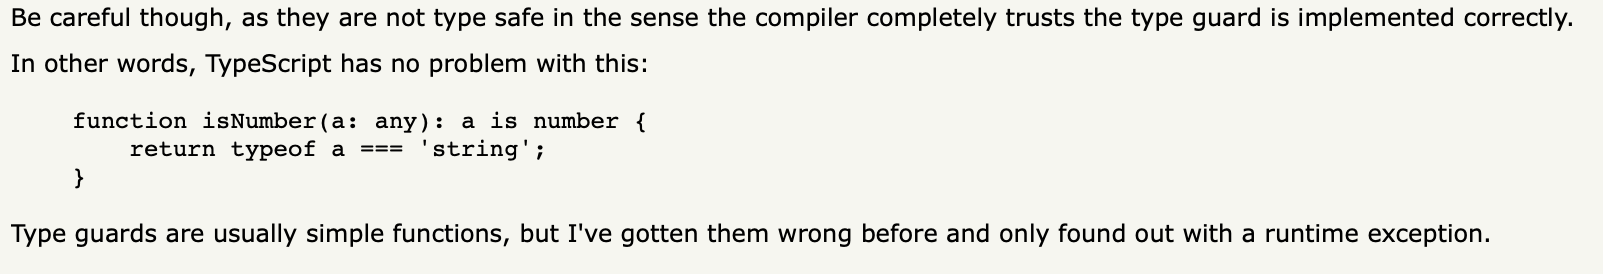 Be careful though, as they are not type safe in the sense the compiler completely trusts the type guard is implemented correctly.
In other words, TypeScript has no problem with this:
function isNumber(a: any): a is number {
    return typeof a === 'string';
}
Type guards are usually simple functions, but I've gotten them wrong before and only found out with a runtime exception.